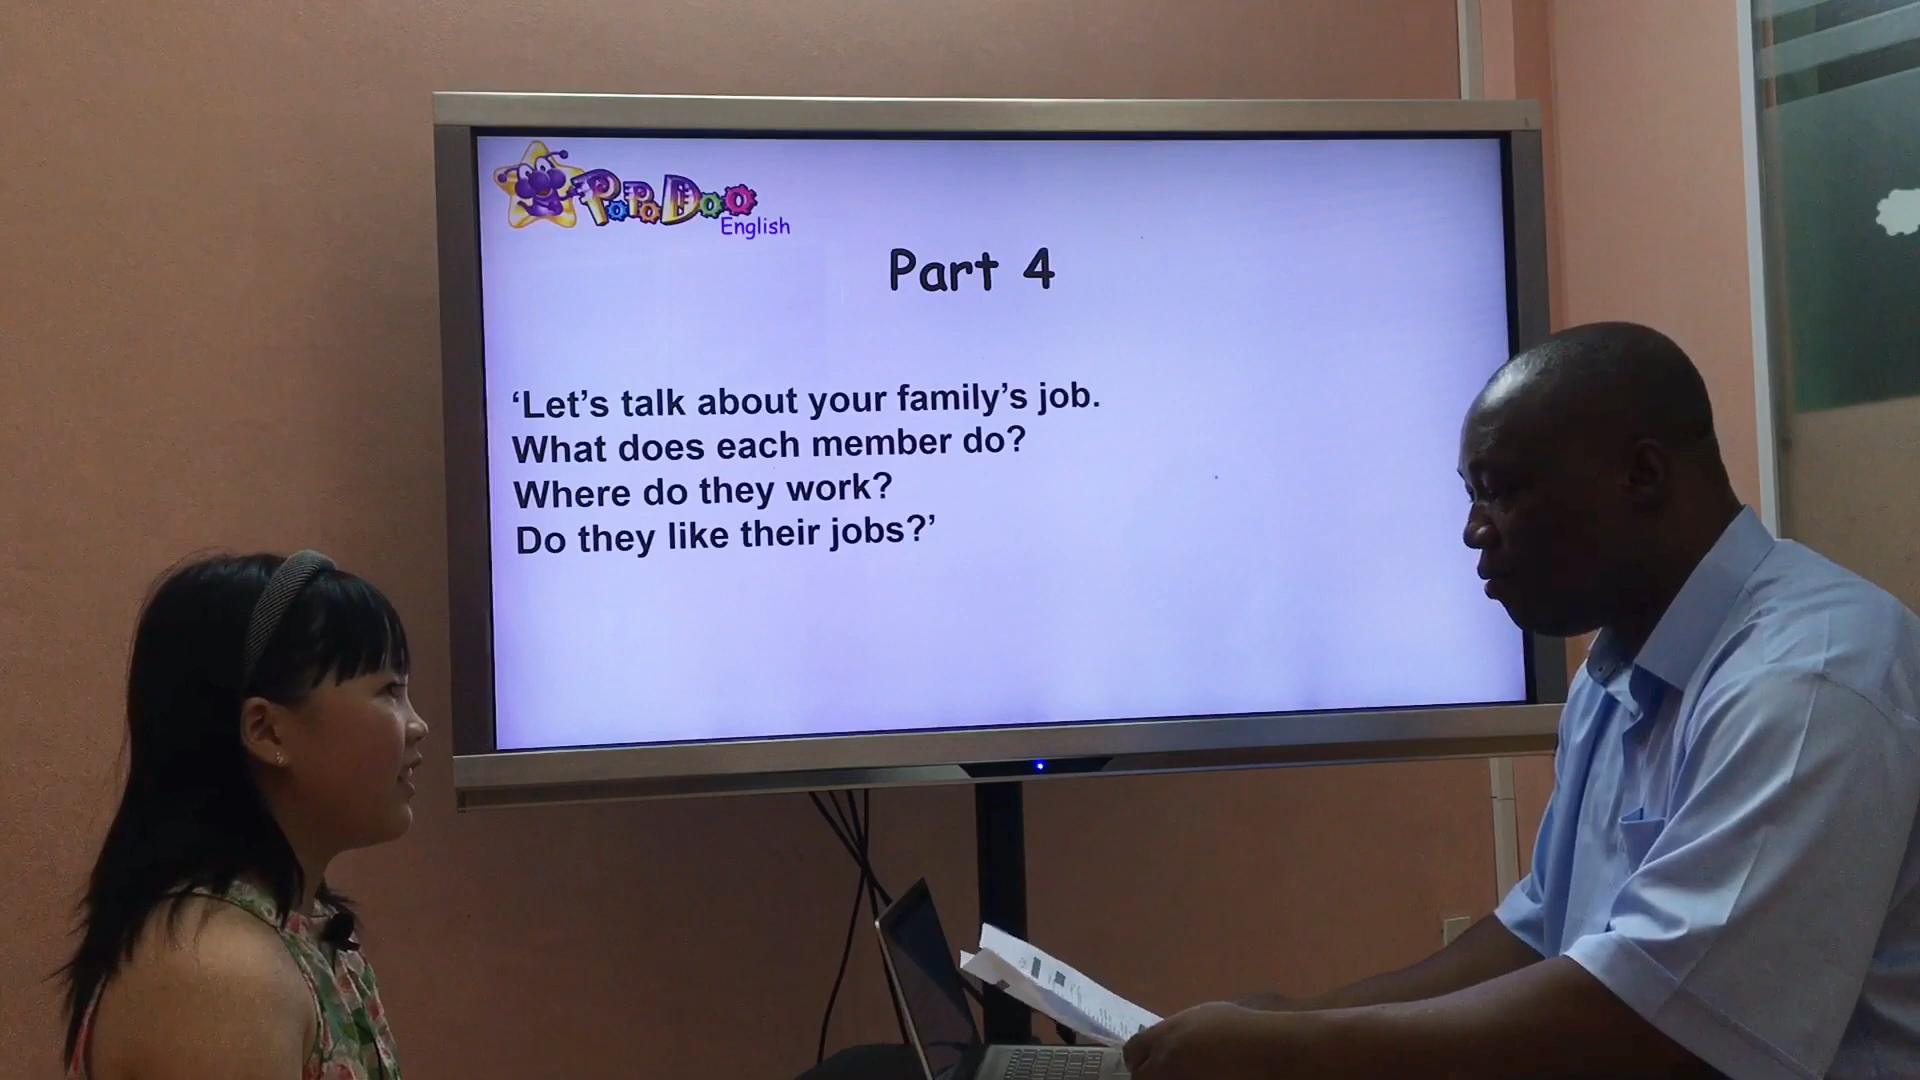 PoPoDoo
English
Part 4
‘Let’s talk about your family’s job.
What does each member do?
Where do they work?
Do they like their jobs?’